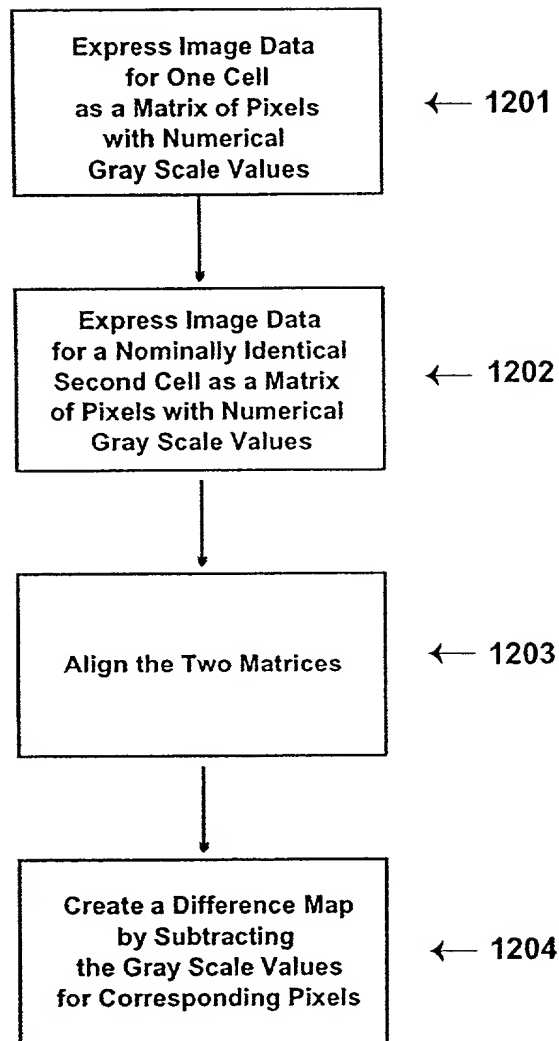 Express Image Data
for One Cell
as a Matrix of Pixels
with Numerical
Gray Scale Values
← 1201
Express Image Data
for a Nominally Identical
Second Cell as a Matrix
of Pixels with Numerical
Gray Scale Values
← 1202
Align the Two Matrices
← 1203
Create a Difference Map
by Subtracting
the Gray Scale Values
for Corresponding Pixels
← 1204